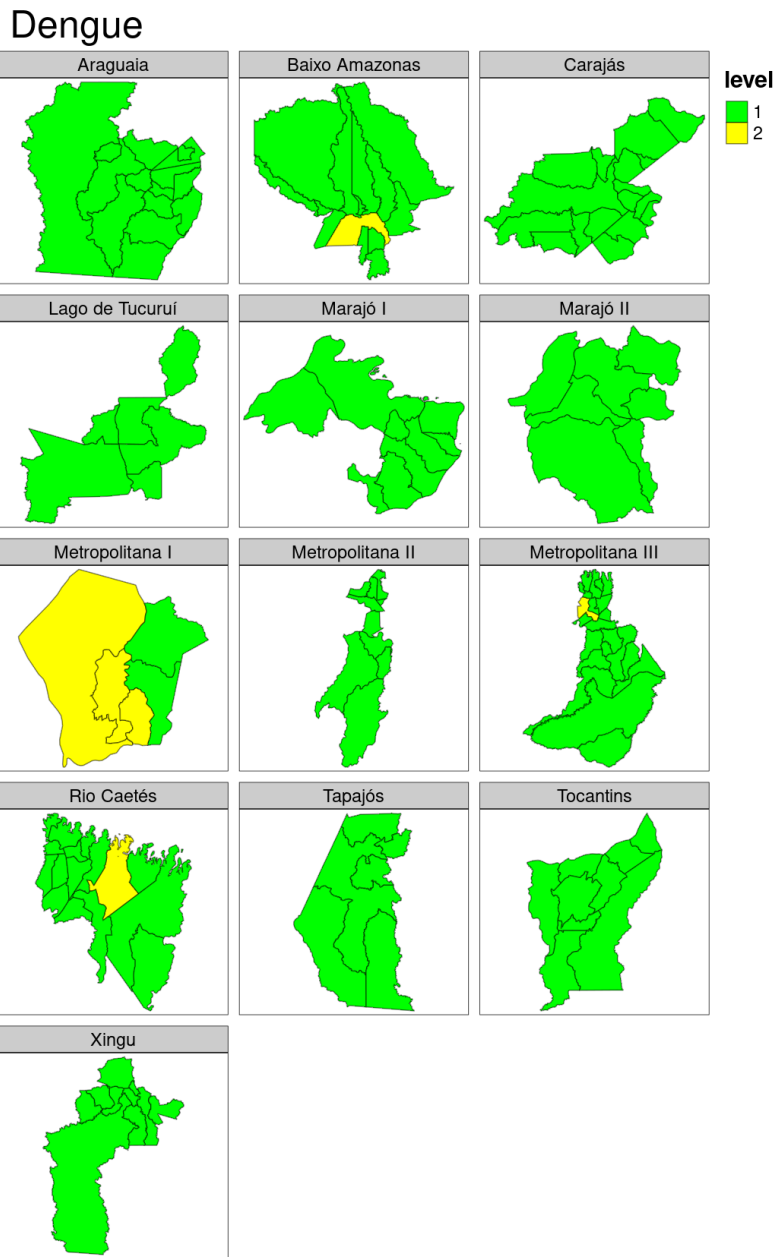 Dengue
Araguaia
Baixo Amazonas
Carajás
level
1
2
Lago de Tucuruí
Marajó I
Marajó II
Metropolitana I
Metropolitana II
Metropolitana III
Rio Caetés
Tapajós
Tocantins
Xingu